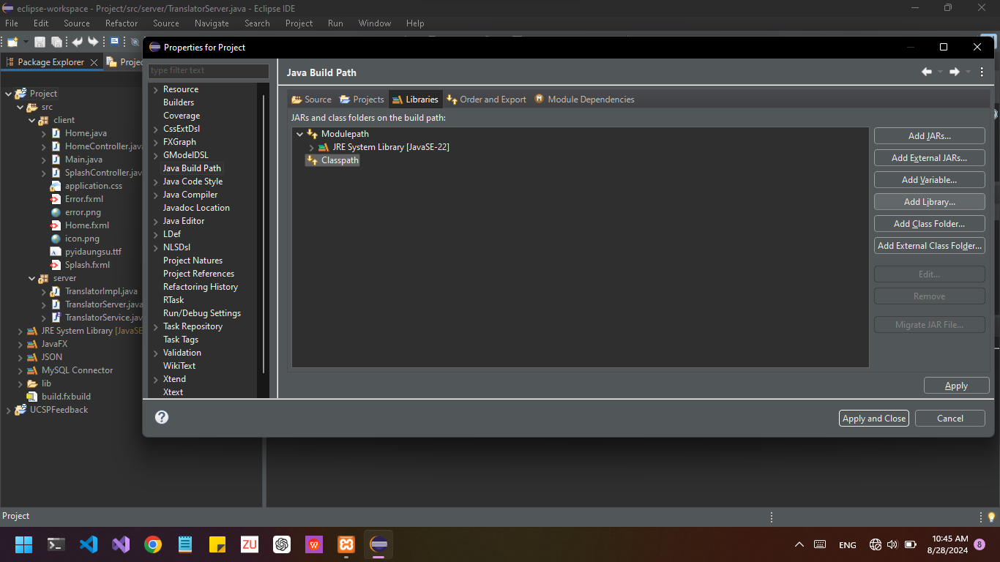 eclipse-workspace - Project/src/server/TranslatorServer.java - Eclipse IDE
File Edit Source Refactor Source Navigate Search Project Run Window Help
Package Explorer
Project
src
client
Home.java
HomeController.java
Main.java
SplashController.jav
application.css
Error.fxml
error.png
Home.fxml
icon.png
pyidaungsu.ttf
Splash.fxml
server
TranslatorImpl.java
TranslatorServer.java
TranslatorService.jav
JRE System Library [JavaSE
JavaFX
JSON
MySQL Connector
lib
build.fxbuild
UCSPFeedback
Properties for Project
type filter text
Resource
Builders
Coverage
CssExtDsl
FXGraph
GModelDSL
Java Build Path
Java Code Style
Java Compiler
Javadoc Location
Java Editor
LDef
NLSDsl
Project Natures
Project References
Refactoring History
RTask
Run/Debug Settings
Task Repository
Task Tags
Validation
WikiText
Xtend
Xtext
Java Build Path
Source Projects Libraries Order and Export Module Dependencies
JARs and class folders on the build path:
Modulepath
JRE System Library [JavaSE-22]
Classpath
Add JARs...
Add External JARs...
Add Variable...
Add Library...
Add Class Folder...
Add External Class Folder...
Edit...
Remove
Migrate JAR File...
Apply
Apply and Close Cancel
Project
ZU
ENG
10:45 AM
8/28/2024
8